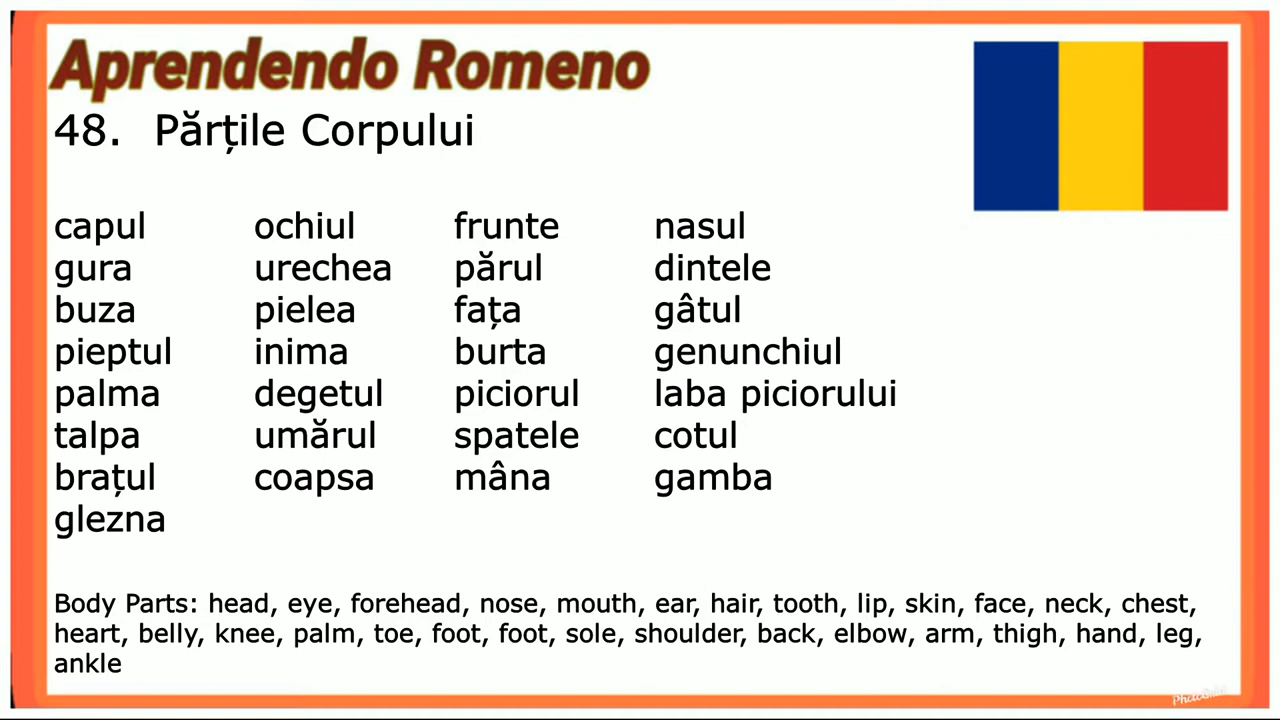 Aprendendo Romeno
48. Părțile Corpului
capul ochiul frunte nasul
gura urechea părul dintele
buza pielea fața gâtul
pieptul inima burta genunchiul
palma degetul piciorul laba piciorului
talpa umărul spatele cotul
brațul coapsa mâna gamba
glezna
Body Parts: head, eye, forehead, nose, mouth, ear, hair, tooth, lip, skin, face, neck, chest,
heart, belly, knee, palm, toe, foot, foot, sole, shoulder, back, elbow, arm, thigh, hand, leg,
ankle